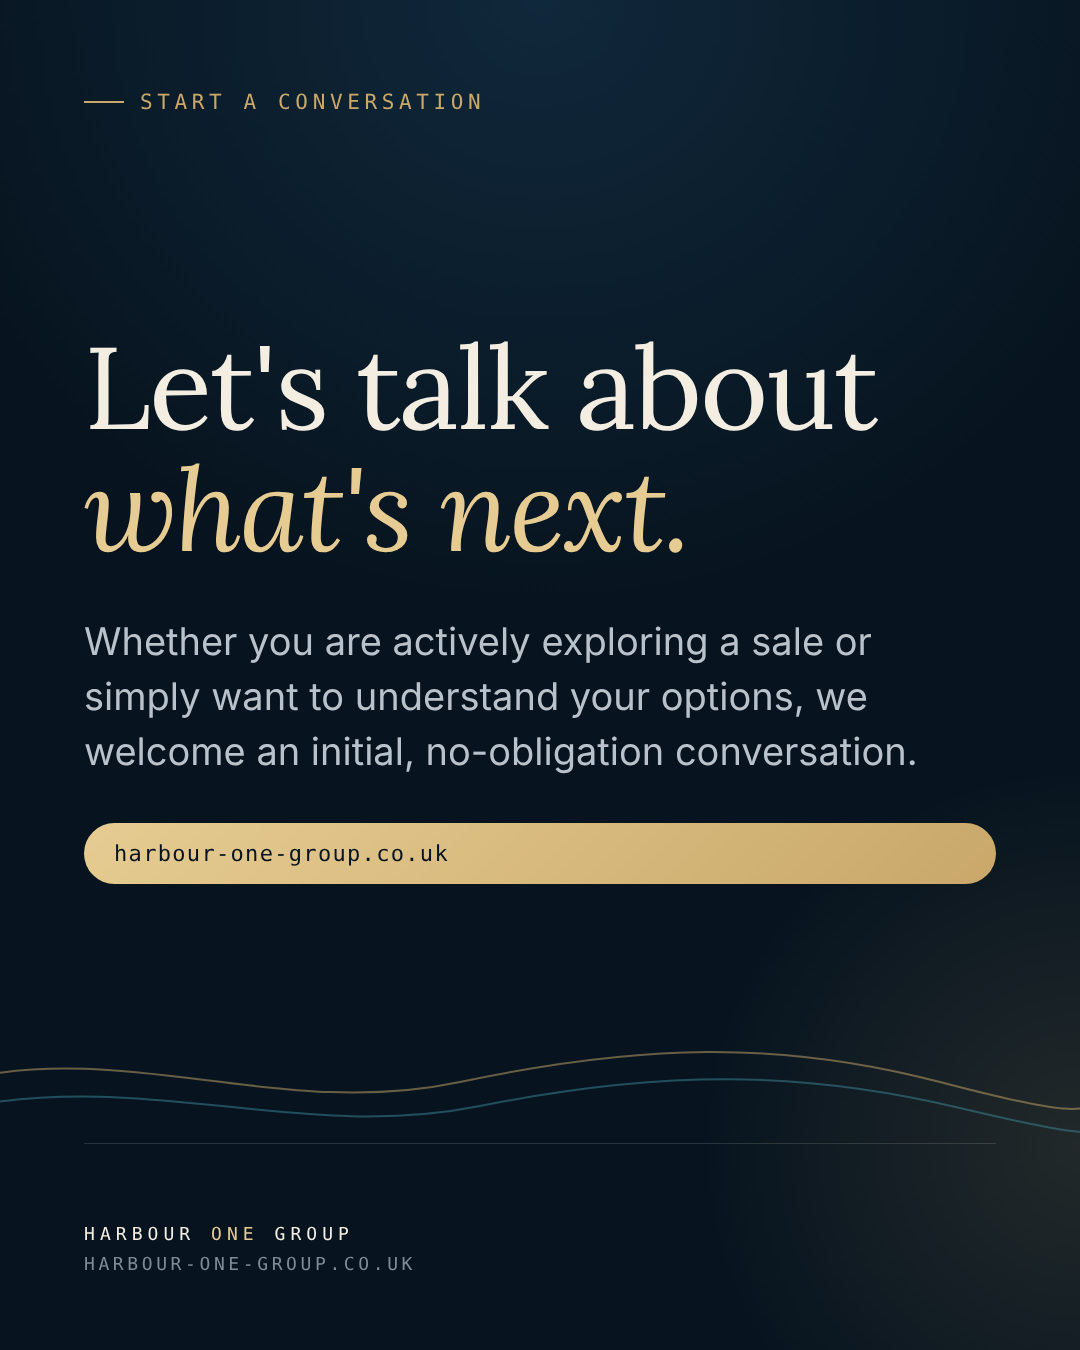 START A CONVERSATION
Let's talk about
what's next.
Whether you are actively exploring a sale or
simply want to understand your options, we
welcome an initial, no-obligation conversation.
harbour-one-group.co.uk
HARBOUR ONE GROUP
HARBOUR-ONE-GROUP.CO.UK